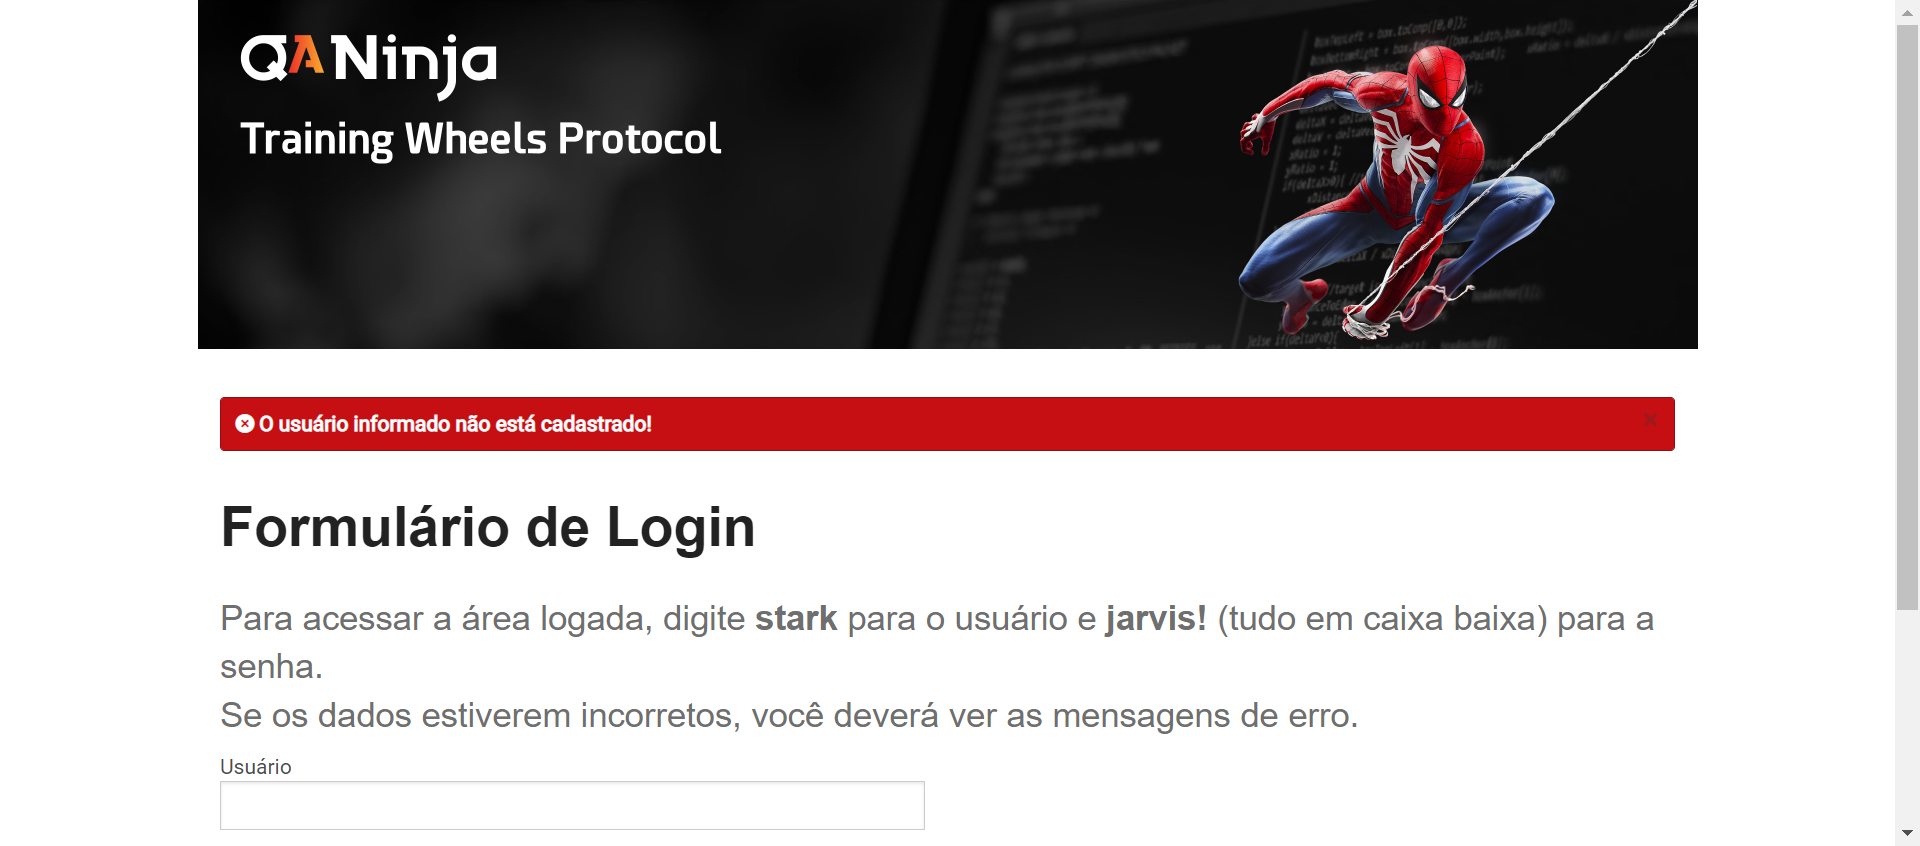 QANinja
Training Wheels Protocol
O usuário informado não está cadastrado!
×
Formulário de Login
Para acessar a área logada, digite stark para o usuário e jarvis! (tudo em caixa baixa) para a
senha.
Se os dados estiverem incorretos, você deverá ver as mensagens de erro.
Usuário